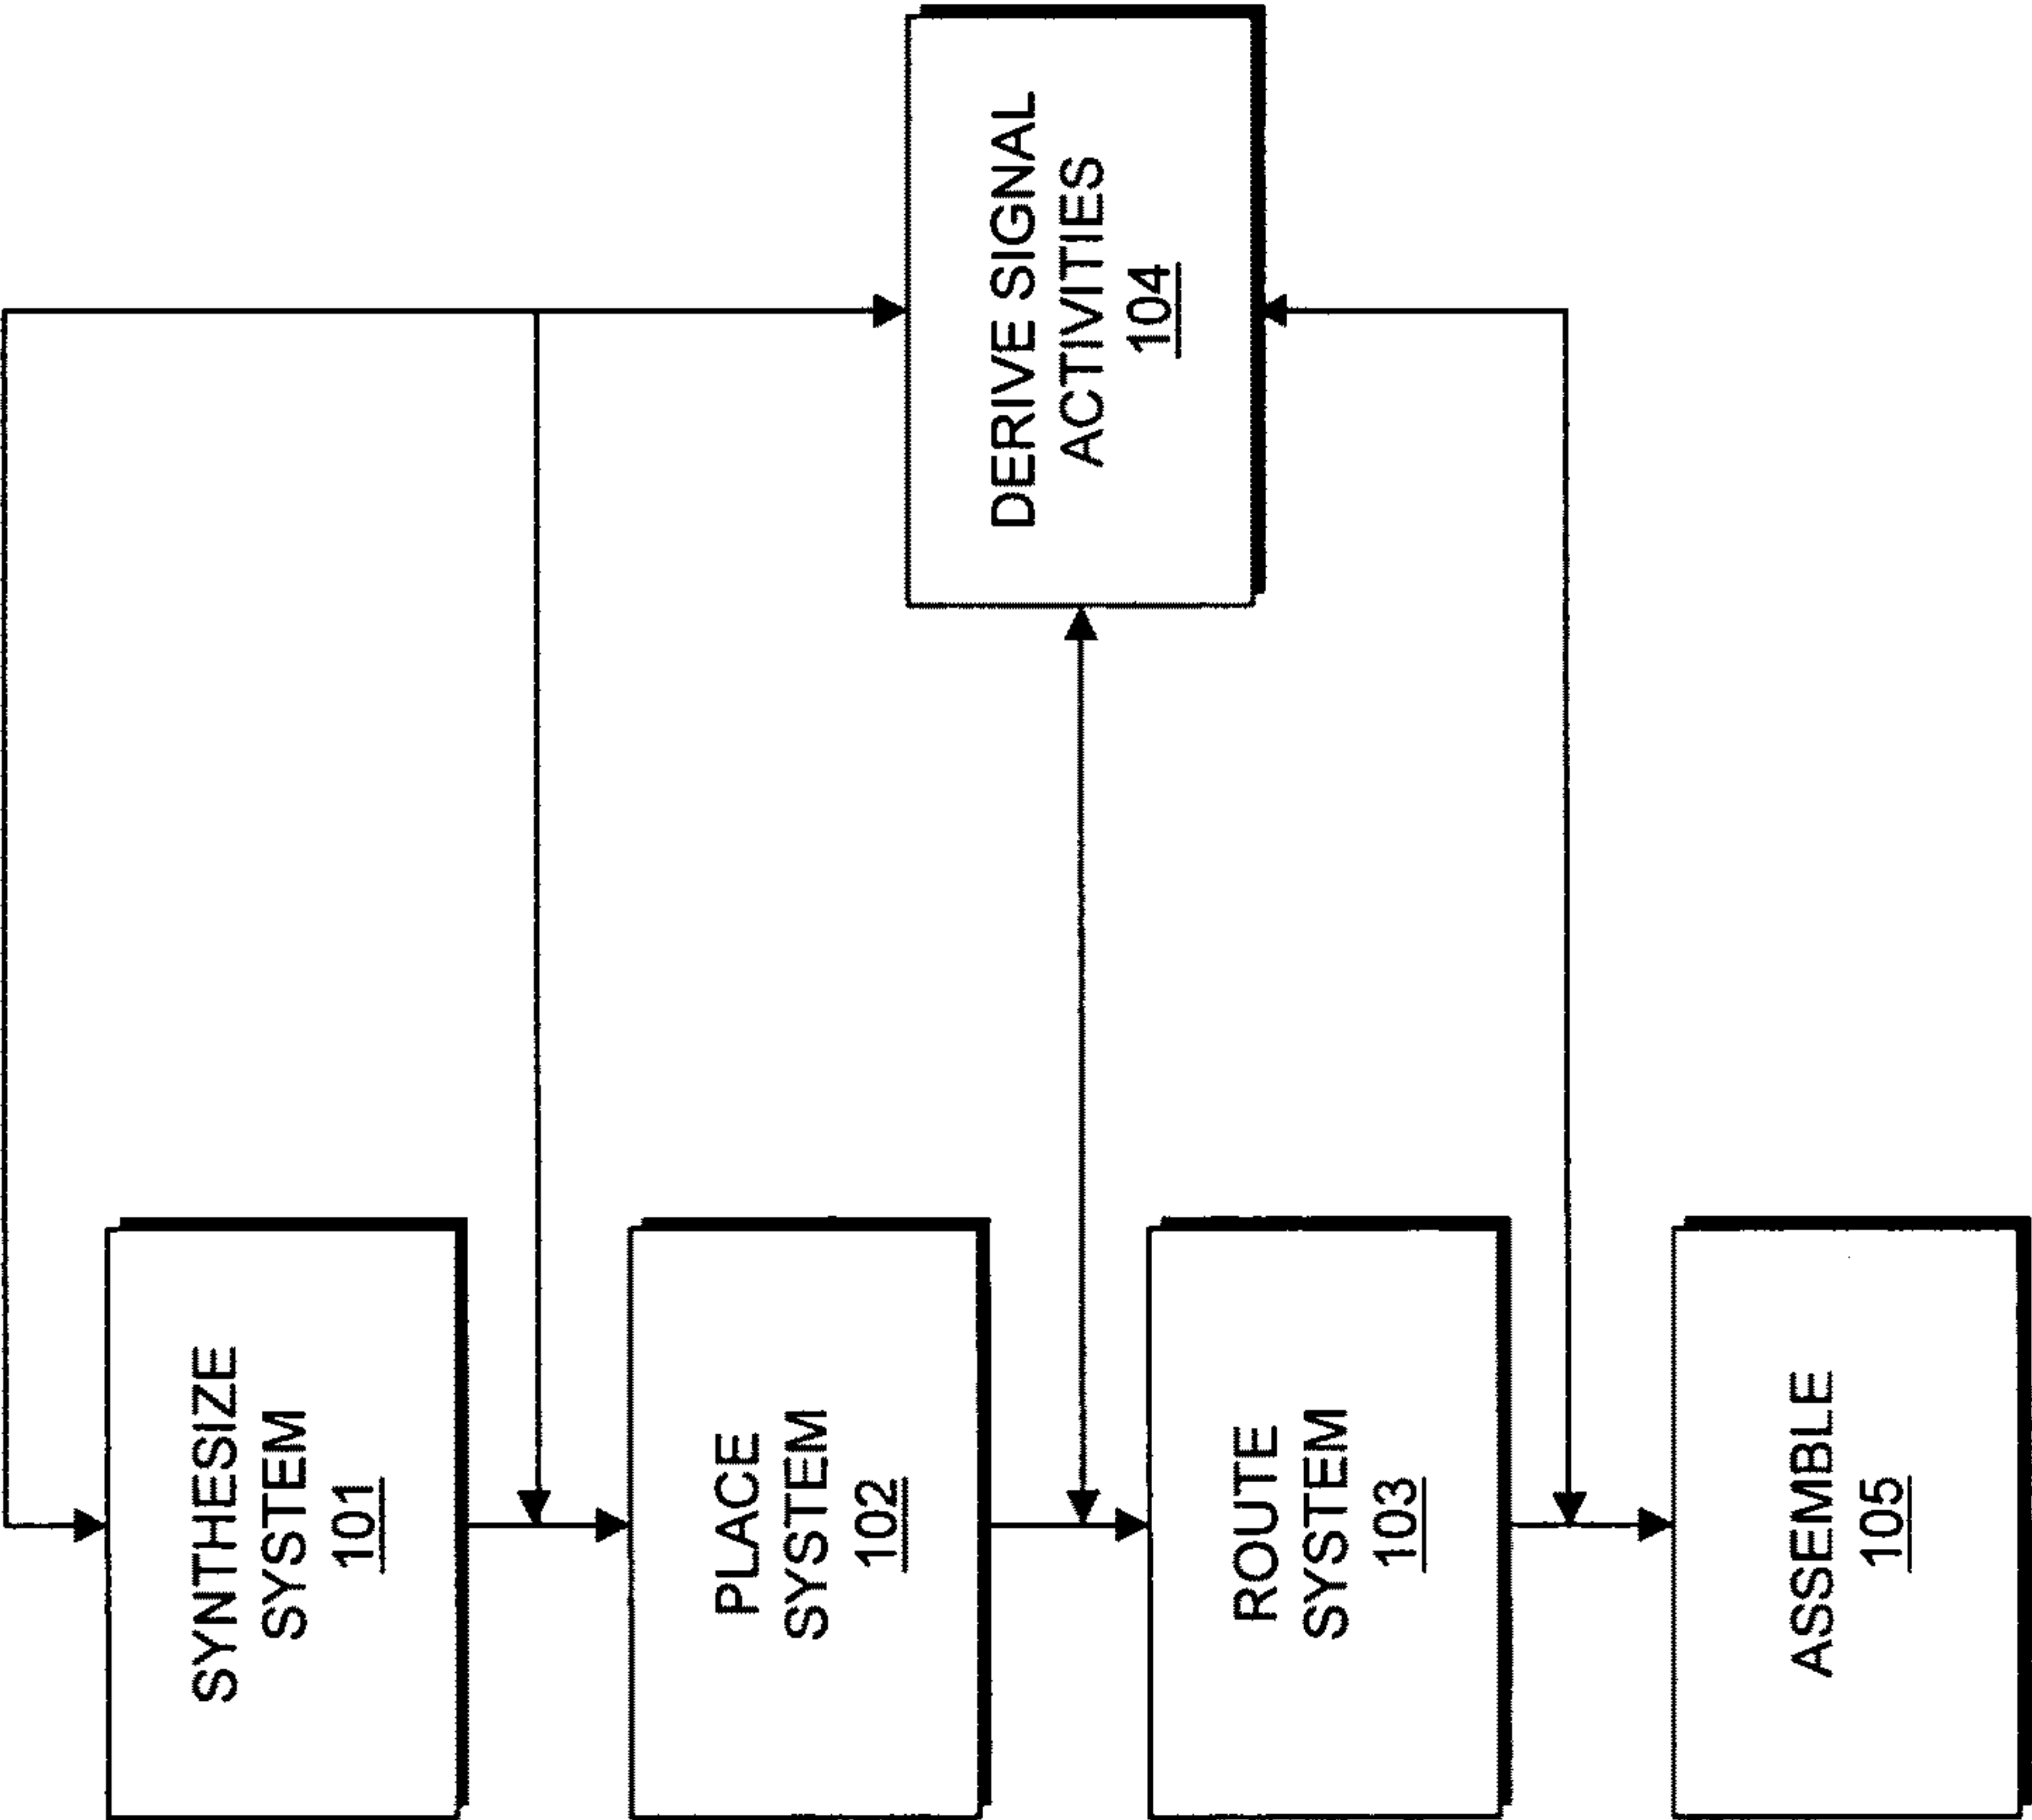 SYNTHESIZE
SYSTEM
101
PLACE
SYSTEM
102
ROUTE
SYSTEM
103
ASSEMBLE
105
DERIVE SIGNAL
ACTIVITIES
104